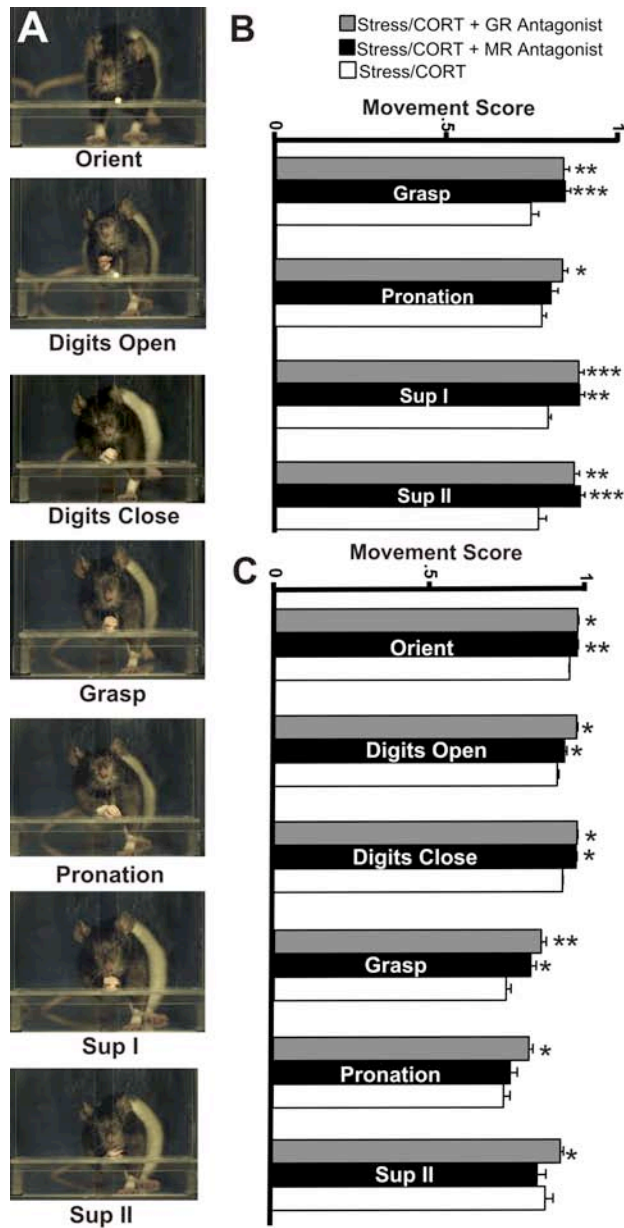 A
Orient
Digits Open
Digits Close
Grasp
Pronation
Sup I
Sup II
B
Stress/CORT + GR Antagonist
Stress/CORT + MR Antagonist
Stress/CORT
Movement Score
0 .5 1
Grasp
**
***
Pronation
*
Sup I
***
**
Sup II
**
***
C
Movement Score
0 .5 1
Orient
*
**
Digits Open
*
*
Digits Close
*
*
Grasp
**
*
Pronation
*
Sup II
*